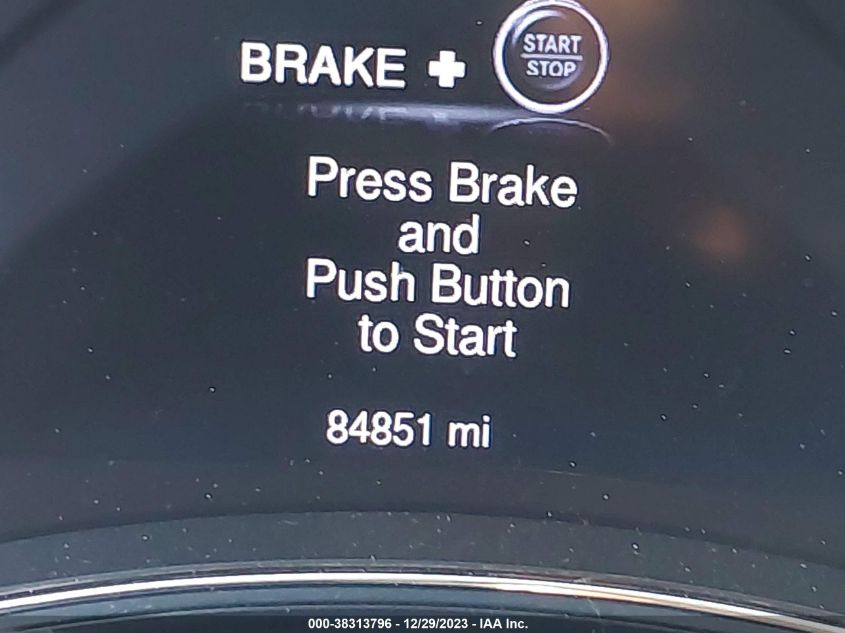 BRAKE + START
STOP
Press Brake
and
Push Button
to Start
84851 mi
000-38313796 - 12/29/2023 - IAA Inc.